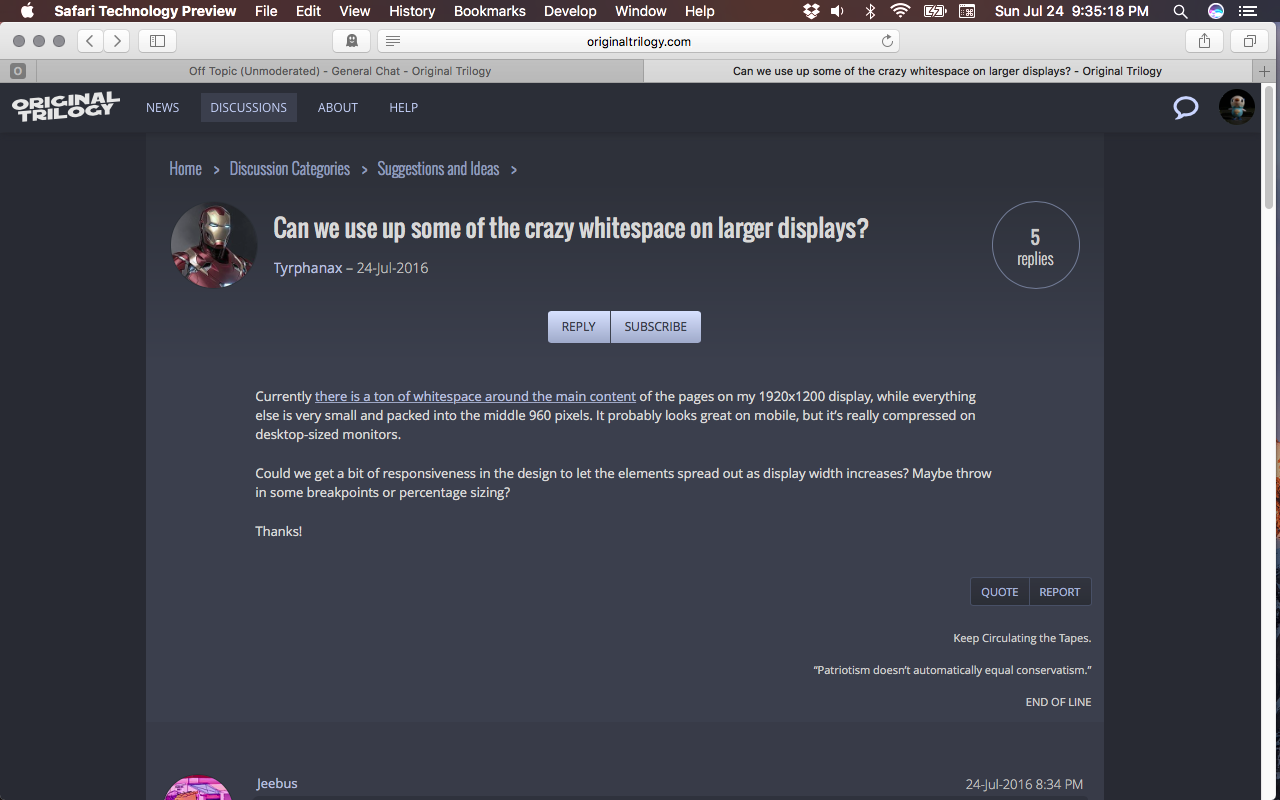 Safari Technology Preview File Edit View History Bookmarks Develop Window Help Sun Jul 24 9:35:18 PM
originaltrilogy.com
O Off Topic (Unmoderated) - General Chat - Original Trilogy Can we use up some of the crazy whitespace on larger displays? - Original Trilogy
ORIGINAL
TRILOGY
NEWS DISCUSSIONS ABOUT HELP
Home > Discussion Categories > Suggestions and Ideas >
Can we use up some of the crazy whitespace on larger displays?
Tyrphanax – 24-Jul-2016
5
replies
REPLY SUBSCRIBE
Currently there is a ton of whitespace around the main content of the pages on my 1920x1200 display, while everything
else is very small and packed into the middle 960 pixels. It probably looks great on mobile, but it’s really compressed on
desktop-sized monitors.
Could we get a bit of responsiveness in the design to let the elements spread out as display width increases? Maybe throw
in some breakpoints or percentage sizing?
Thanks!
QUOTE REPORT
Keep Circulating the Tapes.
“Patriotism doesn’t automatically equal conservatism.”
END OF LINE
Jeebus 24-Jul-2016 8:34 PM